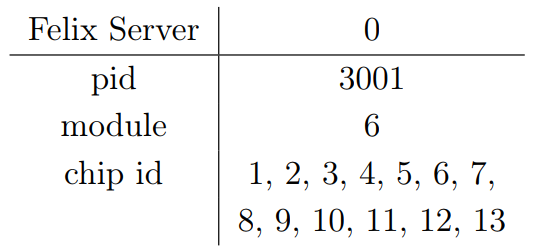 Felix Server 0
pid 3001
module 6
chip id 1, 2, 3, 4, 5, 6, 7,
8, 9, 10, 11, 12, 13